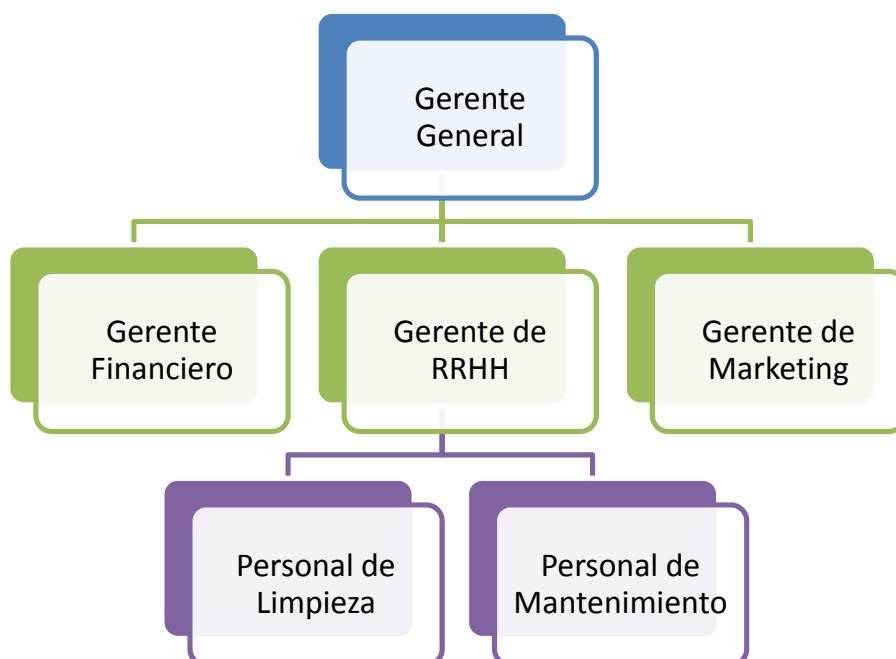 Gerente
General
Gerente
Financiero
Gerente de
RRHH
Gerente de
Marketing
Personal de
Limpieza
Personal de
Mantenimiento